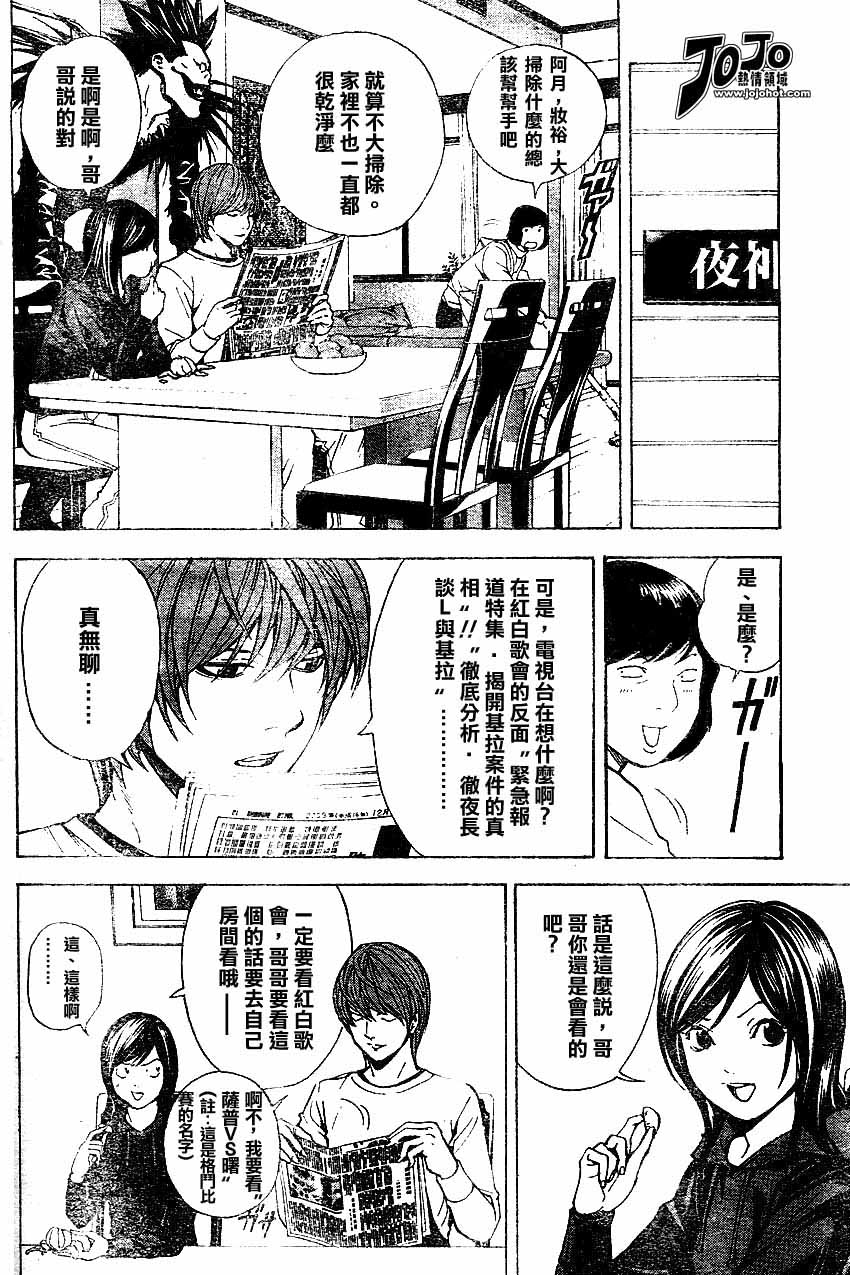 JOJO
熱情領域
www.jojohot.com
夜神
阿月，妝裕，大
掃除什麼的總
該幫幫手吧
ガ〜
就算不大掃除。
家裡不也一直都
很乾淨麼
是啊是啊，哥
哥說的對
是、是麼？
ガ｜
可是，電視台在想什麼啊？
在紅白歌會的反面〝緊急報
道特集．揭開基拉案件的真
相〝!!〞徹底分析．徹夜長
談L與基拉〞…………
真無聊
……
12月
話是這麼說，哥
哥你還是會看的
吧？
一定要看紅白歌
會，哥哥要看這
個的話要去自己
房間看哦——
啊不，我要看〝
薩普VS曙〞
(註：這是格鬥比
賽的名字)
ガガ
這、這樣啊
………